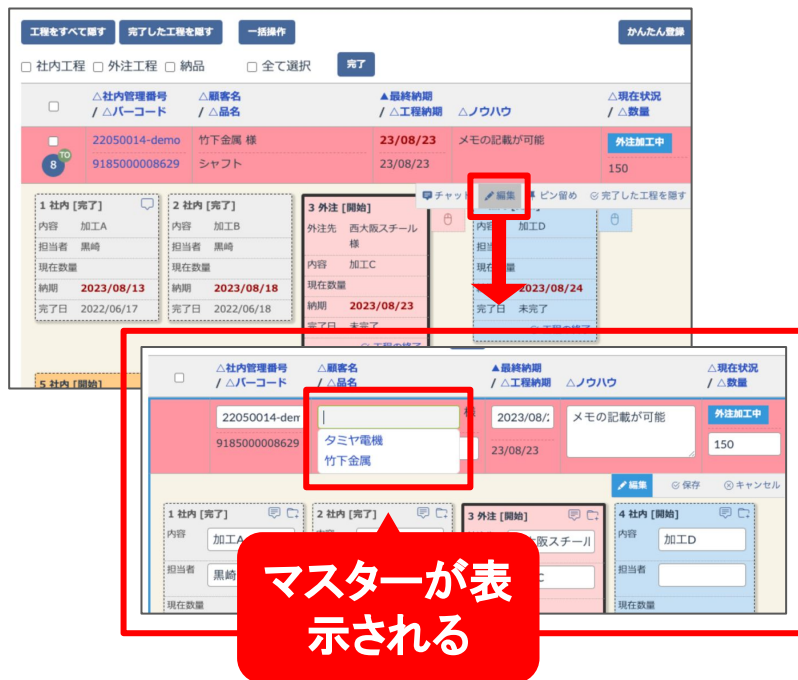 工程をすべて隠す 完了した工程を隠す 一括操作 かんたん登録
社内工程 外注工程 納品 全て選択 完了
△社内管理番号 △顧客名 ▲最終納期 △現在状況
/ △バーコード / △品名 / △工程納期 △ノウハウ / △数量
22050014-demo 竹下金属 様 23/08/23 メモの記載が可能 外注加工中
8 TO 9185000008629 シャフト 23/08/23 150
チャット 編集 ピン留め 完了した工程を隠す
1 社内 [完了]
内容 加工A
担当者 黒崎
現在数量
納期 2023/08/13
完了日 2022/06/17
2 社内 [完了]
内容 加工B
担当者 黒崎
現在数量
納期 2023/08/18
完了日 2022/06/18
3 外注 [開始]
外注先 西大阪スチール
様
内容 加工C
現在数量
納期 2023/08/23
完了日 未完了
内容 加工D
現在数量
2023/08/24
完了日 未完了
5 社内 [開始]
△社内管理番号 △顧客名 ▲最終納期 △現在状況
/ △バーコード / △品名 / △工程納期 △ノウハウ / △数量
22050014-dem 様 2023/08/ メモの記載が可能 外注加工中
9185000008629 23/08/23 150
タミヤ電機
竹下金属
編集 保存 キャンセル
1 社内 [完了]
内容 加工A
担当者 黒崎
現在数量
2 社内 [完了]
3 外注 [開始]
大阪スチール
4 社内 [開始]
内容 加工D
担当者
現在数量
マスターが表
示される